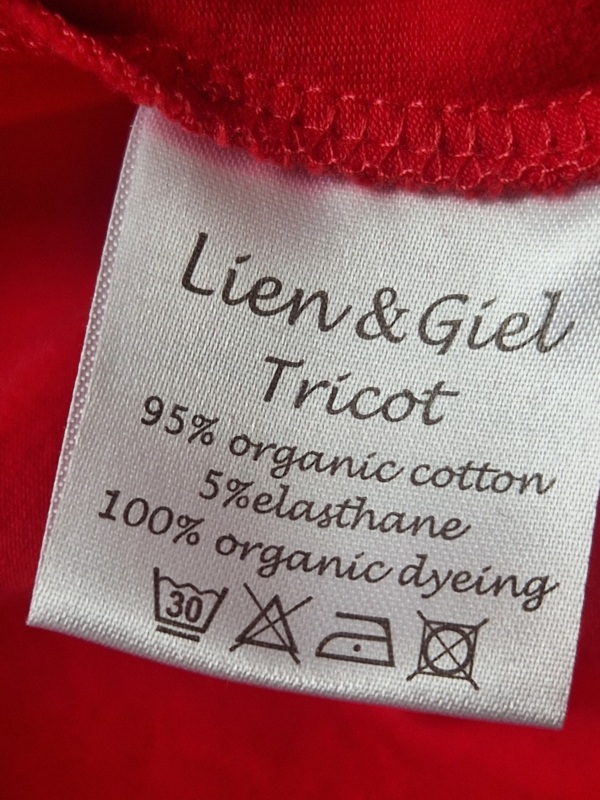 Lien & Giel
Tricot
95% organic cotton
5%elasthane
100% organic dyeing
30